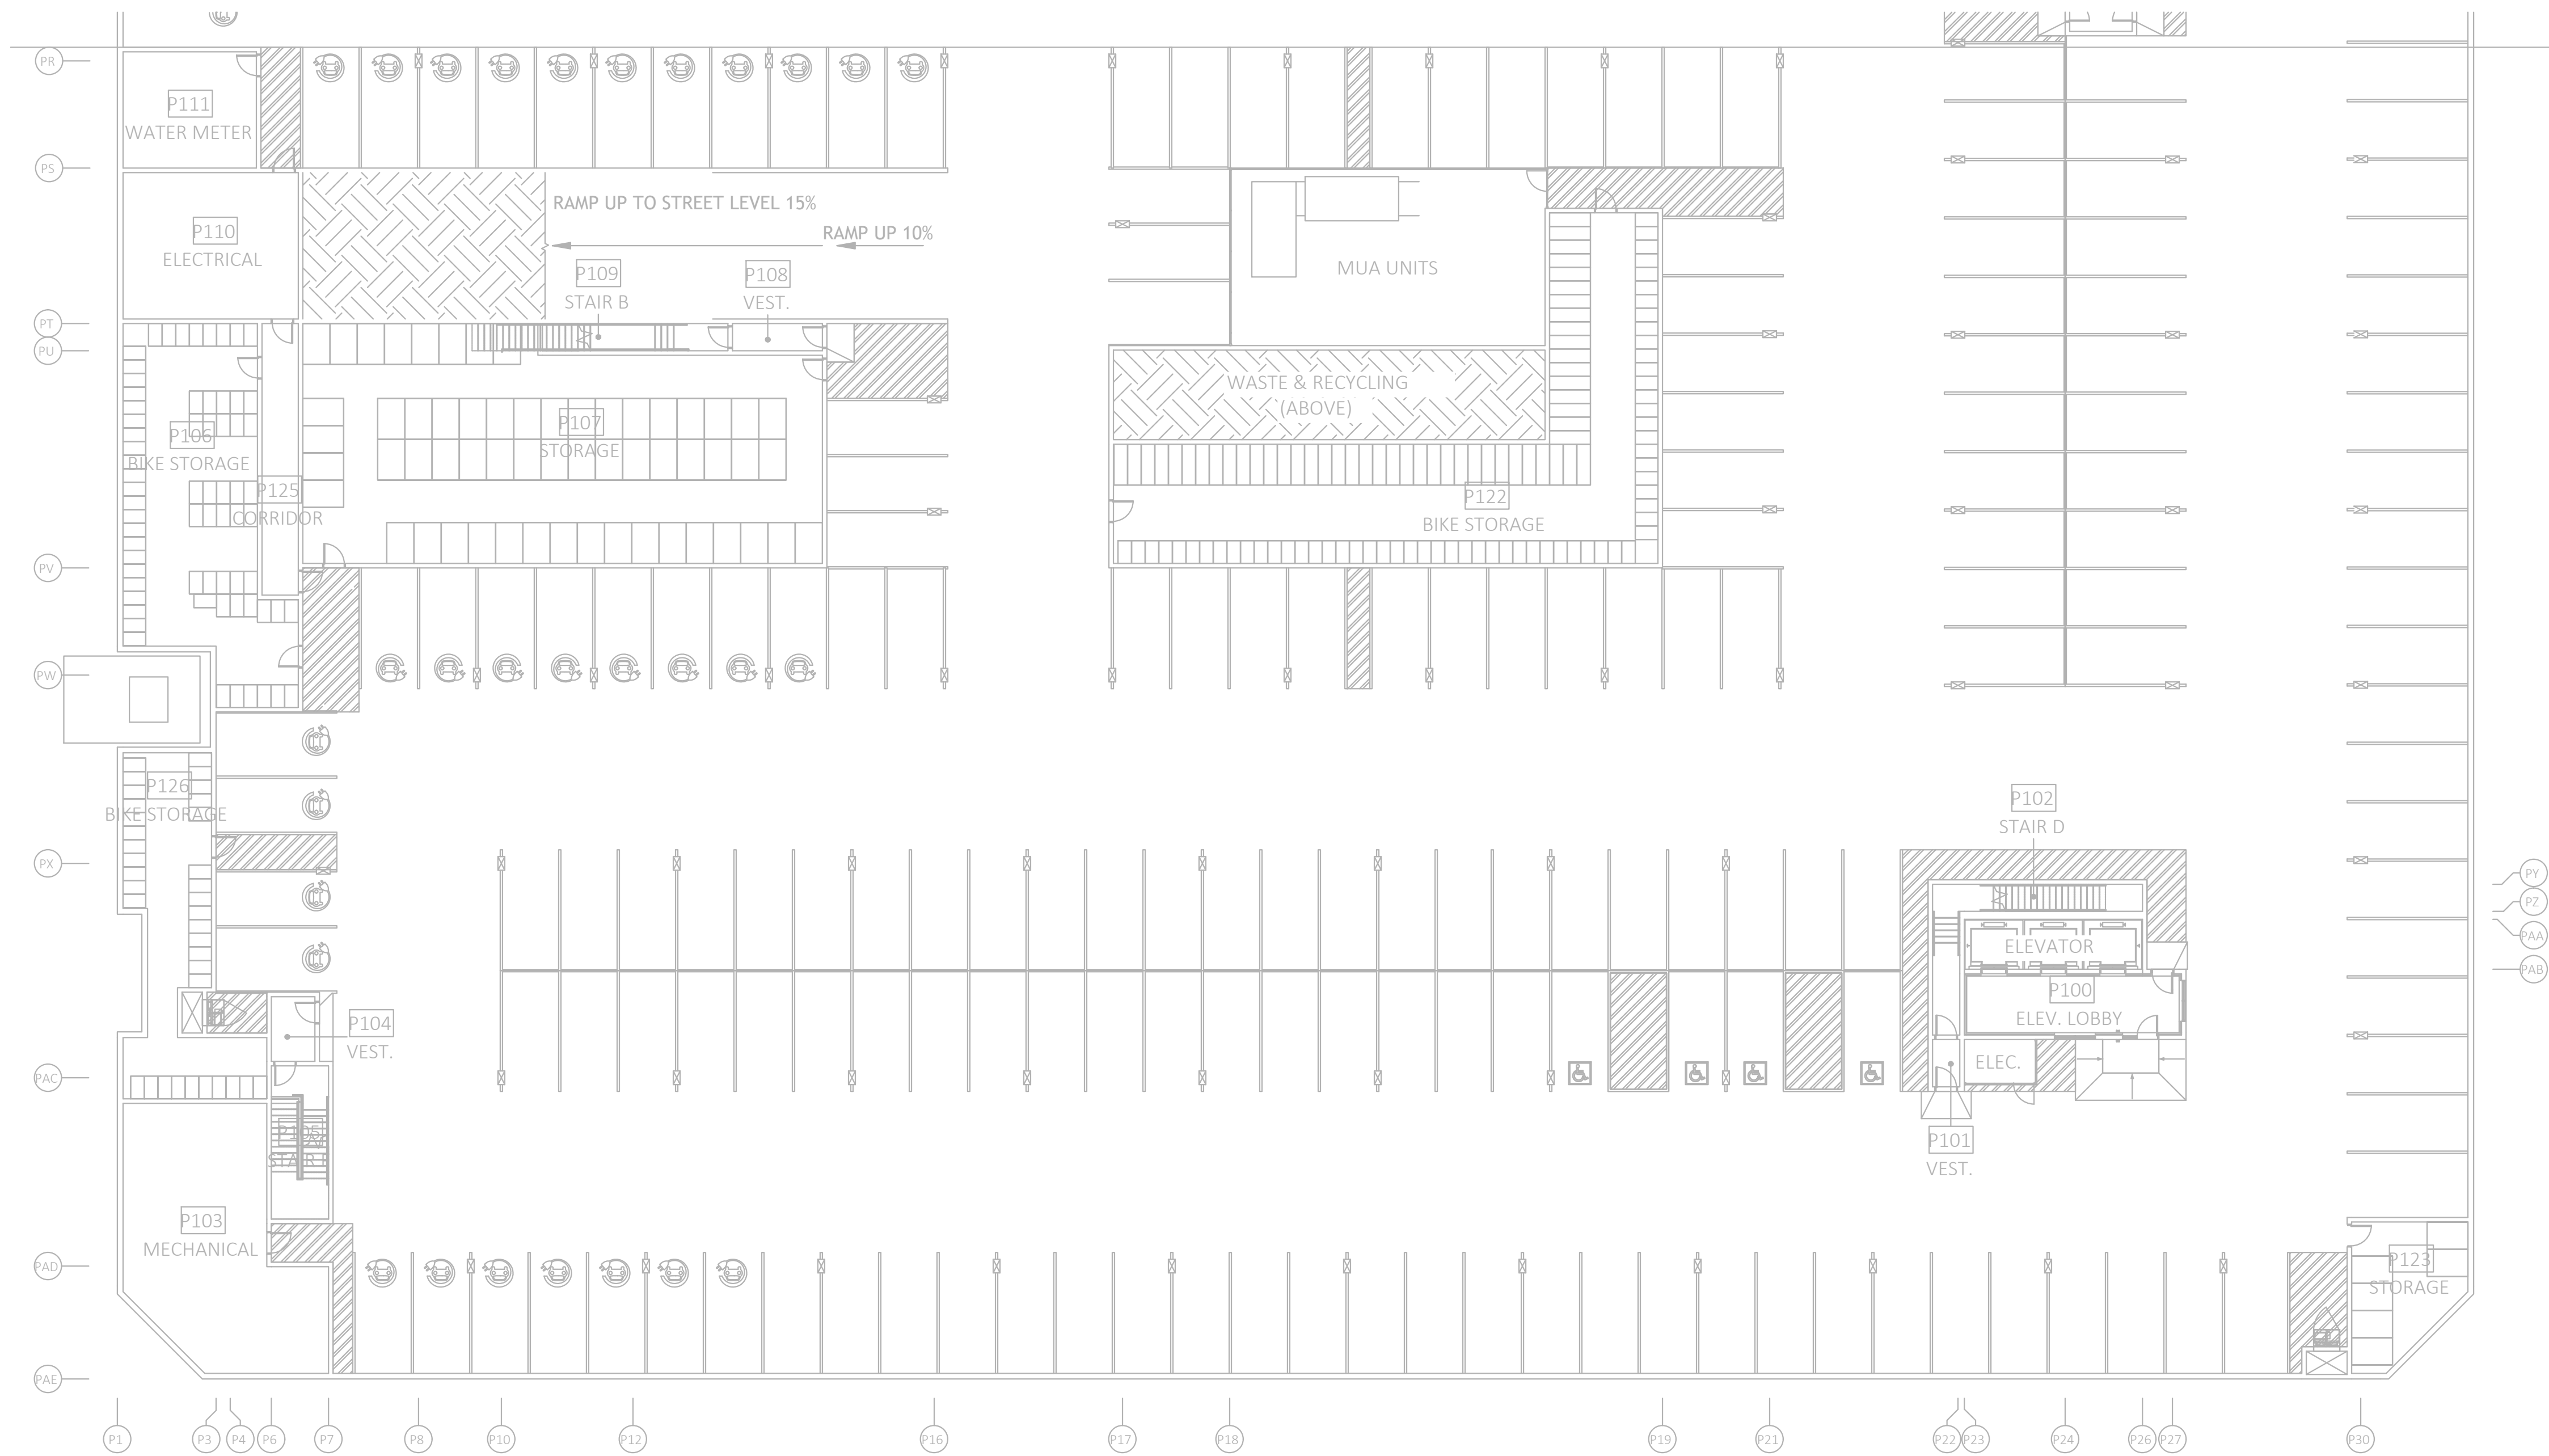 PR
P111
WATER METER
PS
RAMP UP TO STREET LEVEL 15%
P110
RAMP UP 10%
ELECTRICAL
P109
P108
MUA UNITS
STAIR B
VEST.
PT
PU
WASTE & RECYCLING
(ABOVE)
P107
P106
STORAGE
BIKE STORAGE
P125
P122
CORRIDOR
BIKE STORAGE
PV
PW
P126
P102
BIKE STORAGE
STAIR D
PX
PY
PZ
PAA
ELEVATOR
PAB
P100
P104
ELEV. LOBBY
VEST.
ELEC.
PAC
P105
P101
STAIR
VEST.
P103
MECHANICAL
PAD
P123
STORAGE
PAE
P1
P3
P4
P6
P7
P8
P10
P12
P16
P17
P18
P19
P21
P22
P23
P24
P26
P27
P30